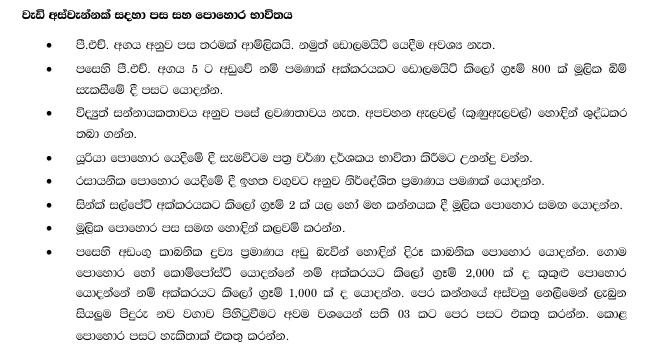 වැඩි අස්වැන්නක් සඳහා පස සහ පොහොර භාවිතය
• පී.එච්. අගය අනුව පස තරමක් ආම්ලිකයි. නමුත් ඩොලමයිට් යෙදීම අවශ්‍ය නැත.
• පසෙහි පී.එච්. අගය 5 ට අඩුවේ නම් පමණක් අක්කරයකට ඩොලමයිට් කිලෝ ග්‍රෑම් 800 ක් මූලික බිම්
සැකසීමේ දී පසට යොදන්න.
• විද්‍යුත් සන්නායකතාවය අනුව පසේ ලවණතාවය නැත. අපවහන ඇලවල් (කුණුඇලවල්) හොඳින් ශුද්ධකර
තබා ගන්න.
• යූරියා පොහොර යෙදීමේ දී සැමවිටම පත්‍ර වර්ණ දර්ශකය භාවිතා කිරීමට උනන්දු වන්න.
• රසායනික පොහොර යෙදීමේ දී ඉහත වගුවට අනුව නිර්දේශිත ප්‍රමාණය පමණක් යොදන්න.
• සින්ක් සල්පේට් අක්කරයකට කිලෝ ග්‍රෑම් 2 ක් යල හෝ මහ කන්නයක දී මූලික පොහොර සමඟ යොදන්න.
• මූලික පොහොර පස සමඟ හොඳින් කලවම් කරන්න.
• පසෙහි අඩංගු කාබනික ද්‍රව්‍ය ප්‍රමාණය අඩු බැවින් හොඳින් දිරූ කාබනික පොහොර යොදන්න. ගොම
පොහොර හෝ කොම්පෝස්ට් යොදන්නේ නම් අක්කරයට කිලෝ ග්‍රෑම් 2,000 ක් ද කුකුළු පොහොර
යොදන්නේ නම් අක්කරයට කිලෝ ග්‍රෑම් 1,000 ක් ද යොදන්න. පෙර කන්නයේ අස්වනු නෙලීමෙන් ලැබුන
සියලුම පිදුරු නව වගාව පිහිටුවීමට අවම වශයෙන් සති 03 කට පෙර පසට එකතු කරන්න. කොළ
පොහොර පසට හැකිතාක් එකතු කරන්න.